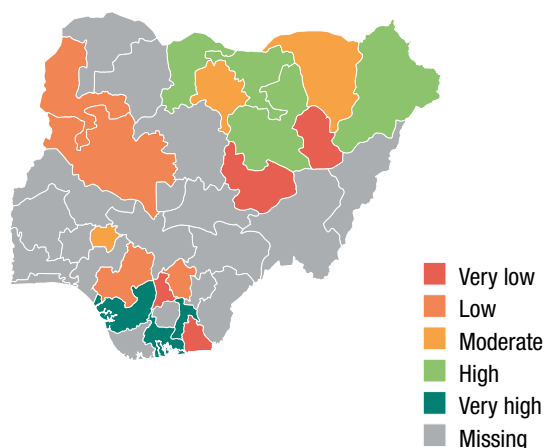 Very low
Low
Moderate
High
Very high
Missing